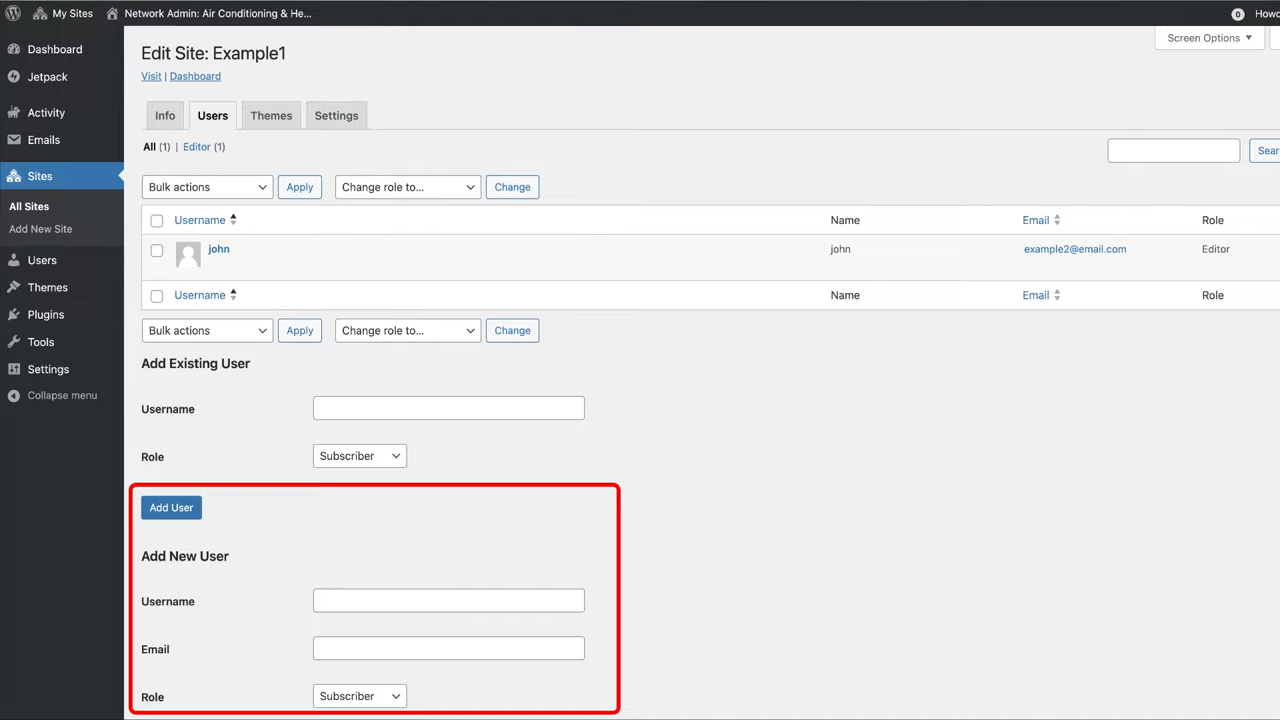 My Sites Network Admin: Air Conditioning & He... 0 Howd
Screen Options
Dashboard
Jetpack
Activity
Emails
Sites
All Sites
Add New Site
Users
Themes
Plugins
Tools
Settings
Collapse menu
Edit Site: Example1
Visit | Dashboard
Info Users Themes Settings
All (1) | Editor (1)
Sear
Bulk actions Apply Change role to... Change
Username Name Email Role
john john example2@email.com Editor
Username Name Email Role
Bulk actions Apply Change role to... Change
Add Existing User
Username
Role Subscriber
Add User
Add New User
Username
Email
Role Subscriber